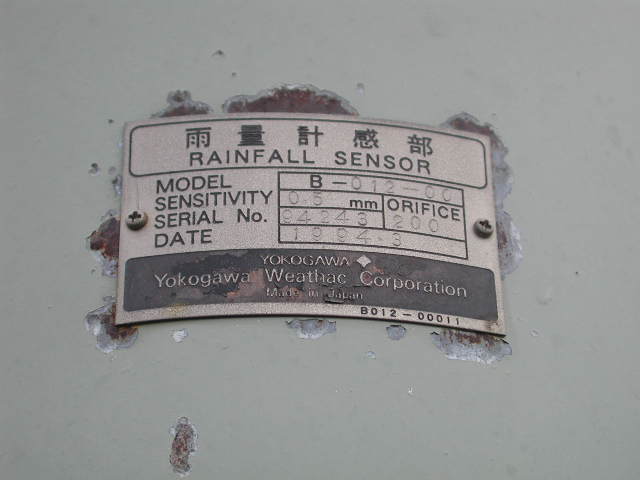 雨量計感部
RAINFALL SENSOR
MODEL B-012-00
SENSITIVITY 0.5 mm ORIFICE
SERIAL No. 94243 200
DATE 1994.3
YOKOGAWA
Yokogawa Weathac Corporation
Made in Japan
B012-00011